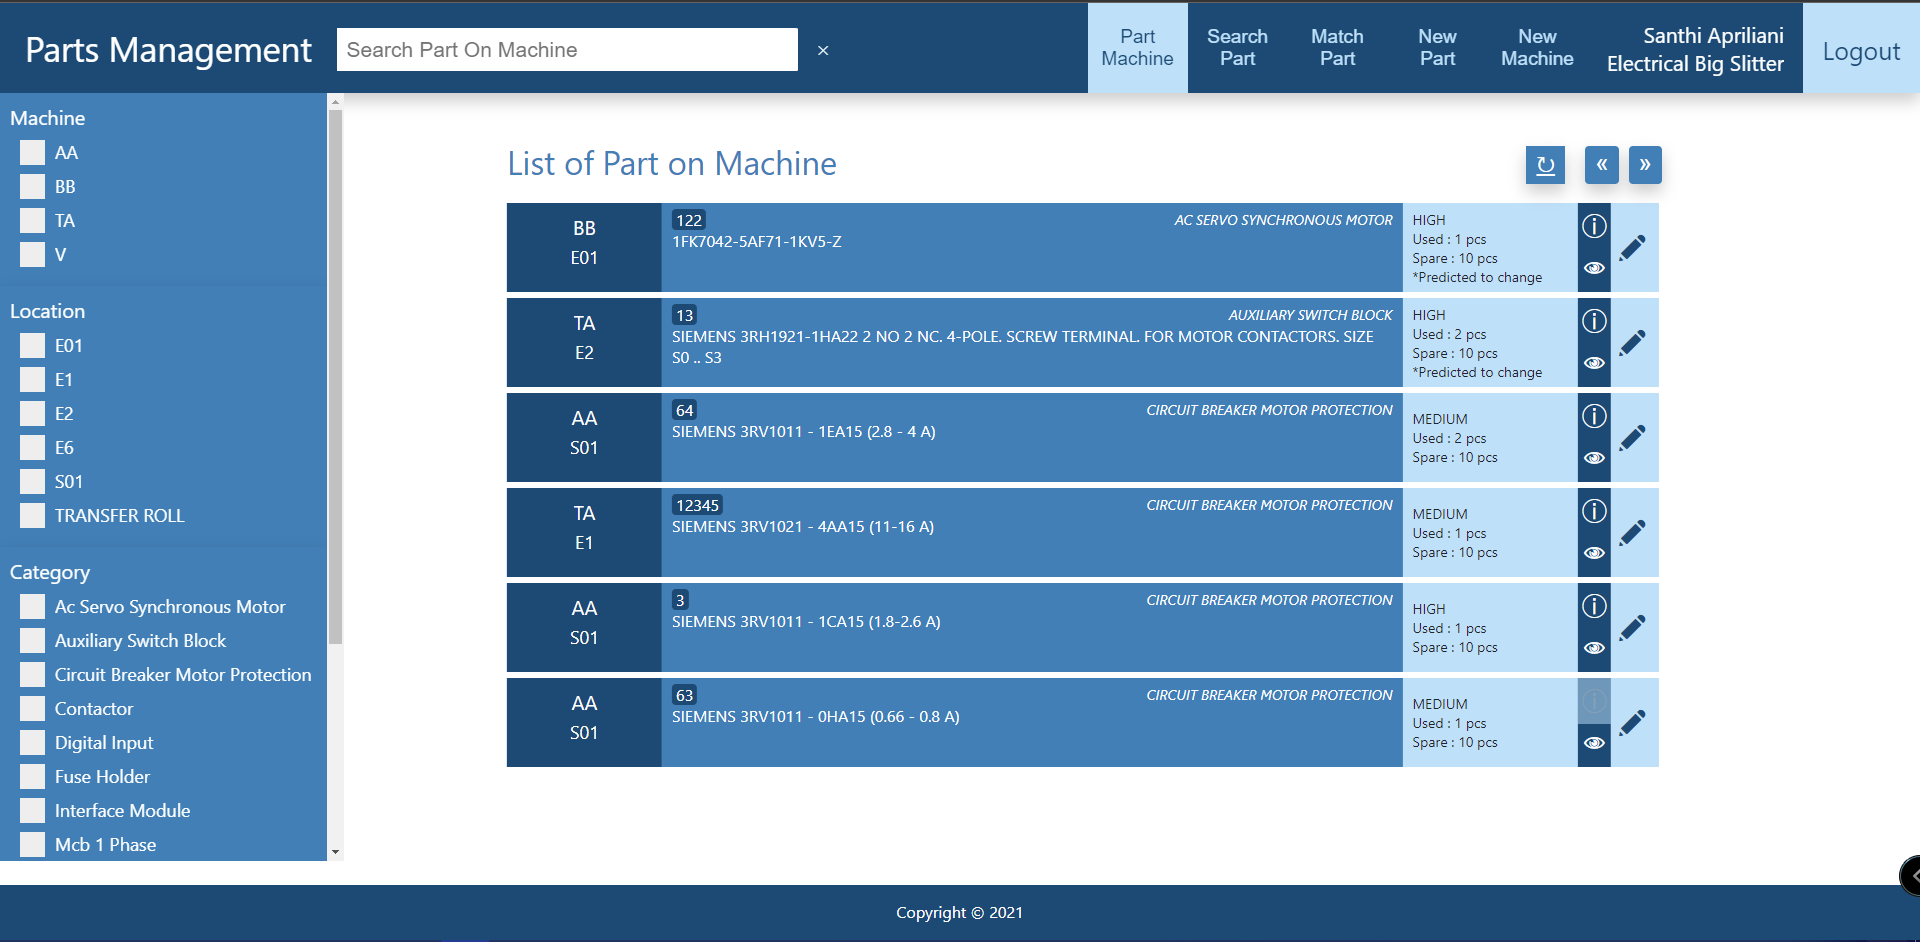 Parts Management
Search Part On Machine
×
Part Machine
Search Part
Match Part
New Part
New Machine
Santhi Apriliani
Electrical Big Slitter
Logout
Machine
AA
BB
TA
V
Location
E01
E1
E2
E6
S01
TRANSFER ROLL
Category
Ac Servo Synchronous Motor
Auxiliary Switch Block
Circuit Breaker Motor Protection
Contactor
Digital Input
Fuse Holder
Interface Module
Mcb 1 Phase
List of Part on Machine
« »
BB
E01
122
AC SERVO SYNCHRONOUS MOTOR
1FK7042-5AF71-1KV5-Z
HIGH
Used : 1 pcs
Spare : 10 pcs
*Predicted to change
TA
E2
13
AUXILIARY SWITCH BLOCK
SIEMENS 3RH1921-1HA22 2 NO 2 NC. 4-POLE. SCREW TERMINAL. FOR MOTOR CONTACTORS. SIZE
S0 .. S3
HIGH
Used : 2 pcs
Spare : 10 pcs
*Predicted to change
AA
S01
64
CIRCUIT BREAKER MOTOR PROTECTION
SIEMENS 3RV1011 - 1EA15 (2.8 - 4 A)
MEDIUM
Used : 2 pcs
Spare : 10 pcs
TA
E1
12345
CIRCUIT BREAKER MOTOR PROTECTION
SIEMENS 3RV1021 - 4AA15 (11-16 A)
MEDIUM
Used : 1 pcs
Spare : 10 pcs
AA
S01
3
CIRCUIT BREAKER MOTOR PROTECTION
SIEMENS 3RV1011 - 1CA15 (1.8-2.6 A)
HIGH
Used : 1 pcs
Spare : 10 pcs
AA
S01
63
CIRCUIT BREAKER MOTOR PROTECTION
SIEMENS 3RV1011 - 0HA15 (0.66 - 0.8 A)
MEDIUM
Used : 1 pcs
Spare : 10 pcs
Copyright © 2021